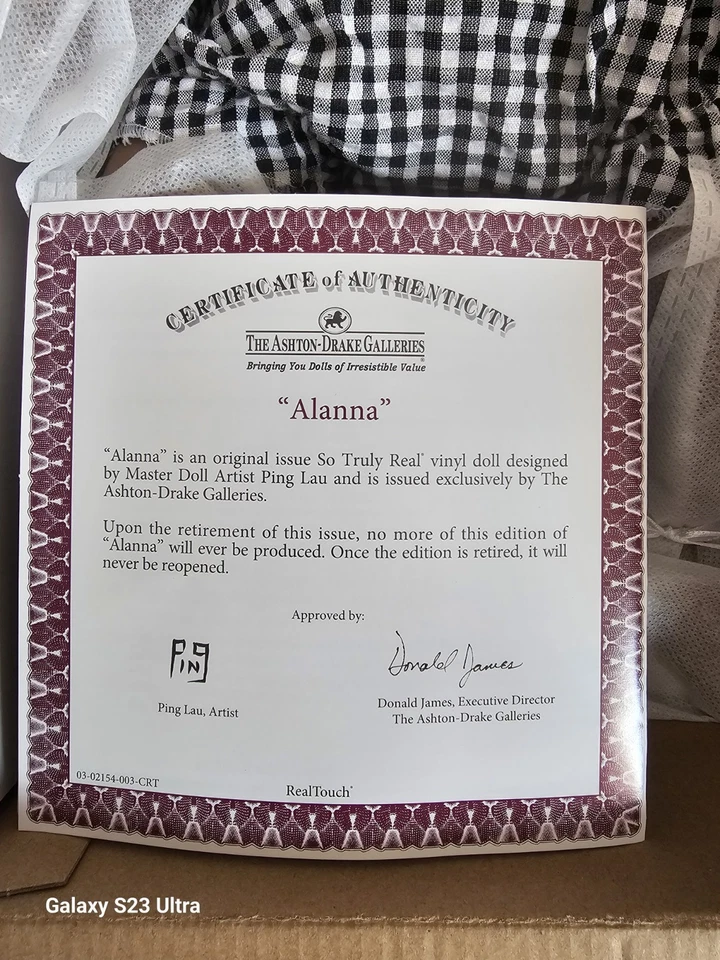 CERTIFICATE of AUTHENTICITY
THE ASHTON-DRAKE GALLERIES®
Bringing You Dolls of Irresistible Value
“Alanna”
“Alanna” is an original issue So Truly Real® vinyl doll designed
by Master Doll Artist Ping Lau and is issued exclusively by The
Ashton-Drake Galleries.
Upon the retirement of this issue, no more of this edition of
“Alanna” will ever be produced. Once the edition is retired, it will
never be reopened.
Approved by:
PiNg
Donald James
Ping Lau, Artist
Donald James, Executive Director
The Ashton-Drake Galleries
03-02154-003-CRT
RealTouch®
Galaxy S23 Ultra